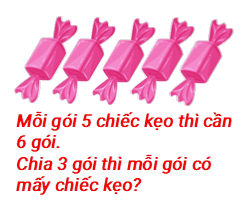 Mỗi gói 5 chiếc kẹo thì cần
6 gói.
Chia 3 gói thì mỗi gói có
mấy chiếc kẹo?